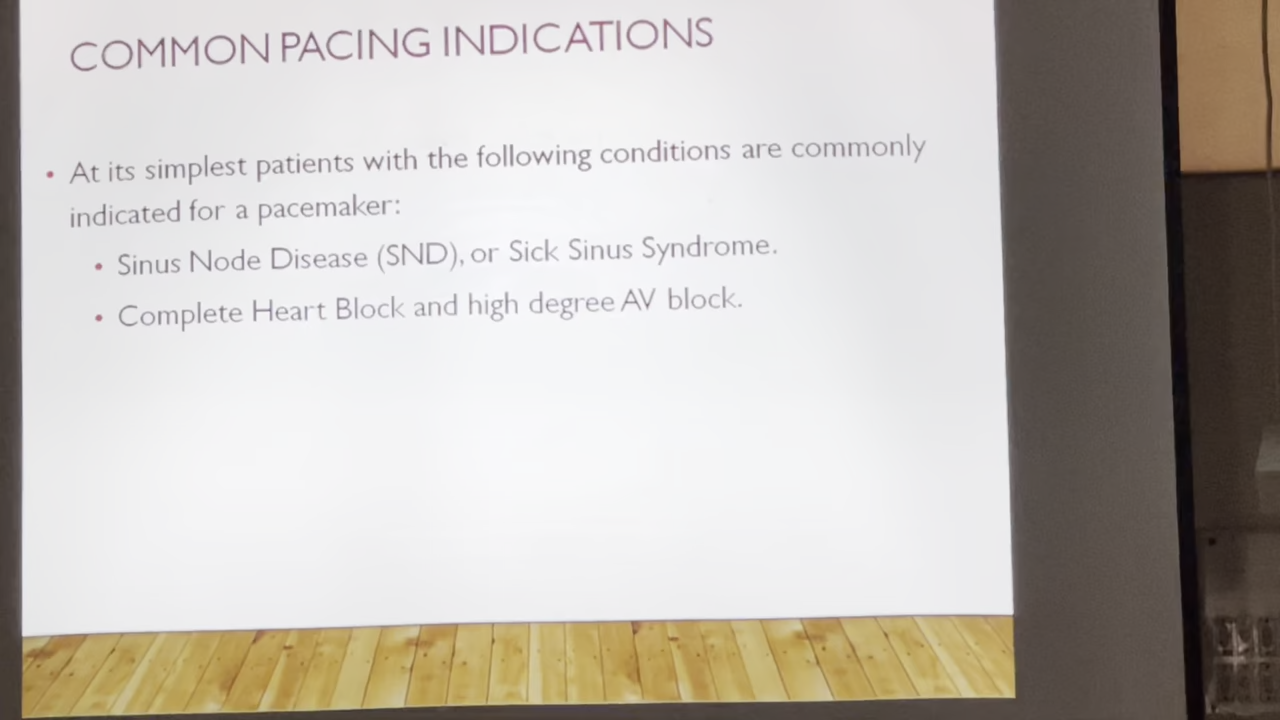 COMMON PACING INDICATIONS
• At its simplest patients with the following conditions are commonly
indicated for a pacemaker:
• Sinus Node Disease (SND), or Sick Sinus Syndrome.
• Complete Heart Block and high degree AV block.